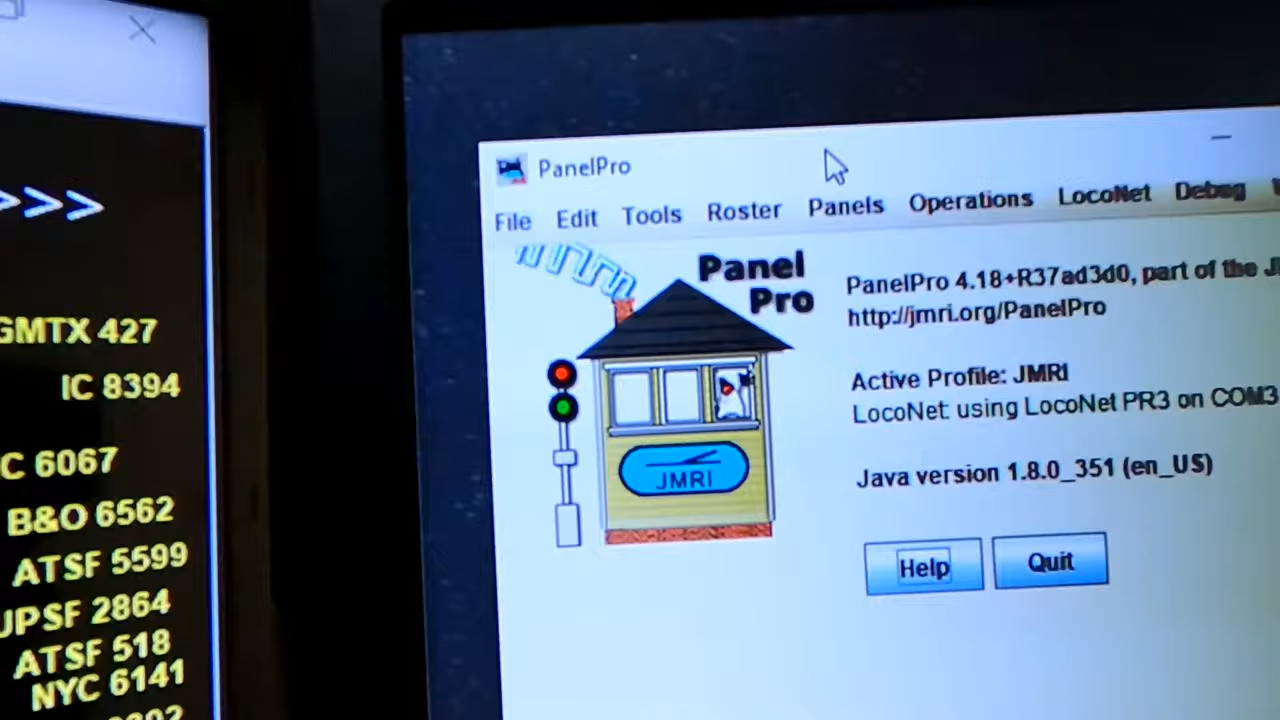 >>>
GMTX 427
IC 8394
C 6067
B&O 6562
ATSF 5599
UPSF 2864
ATSF 518
NYC 6141
PanelPro
File Edit Tools Roster Panels Operations LocoNet Debug
Panel
Pro
JMRI
PanelPro 4.18+R37ad3d0, part of the J
http://jmri.org/PanelPro
Active Profile: JMRI
LocoNet: using LocoNet PR3 on COM3
Java version 1.8.0_351 (en_US)
Help Quit